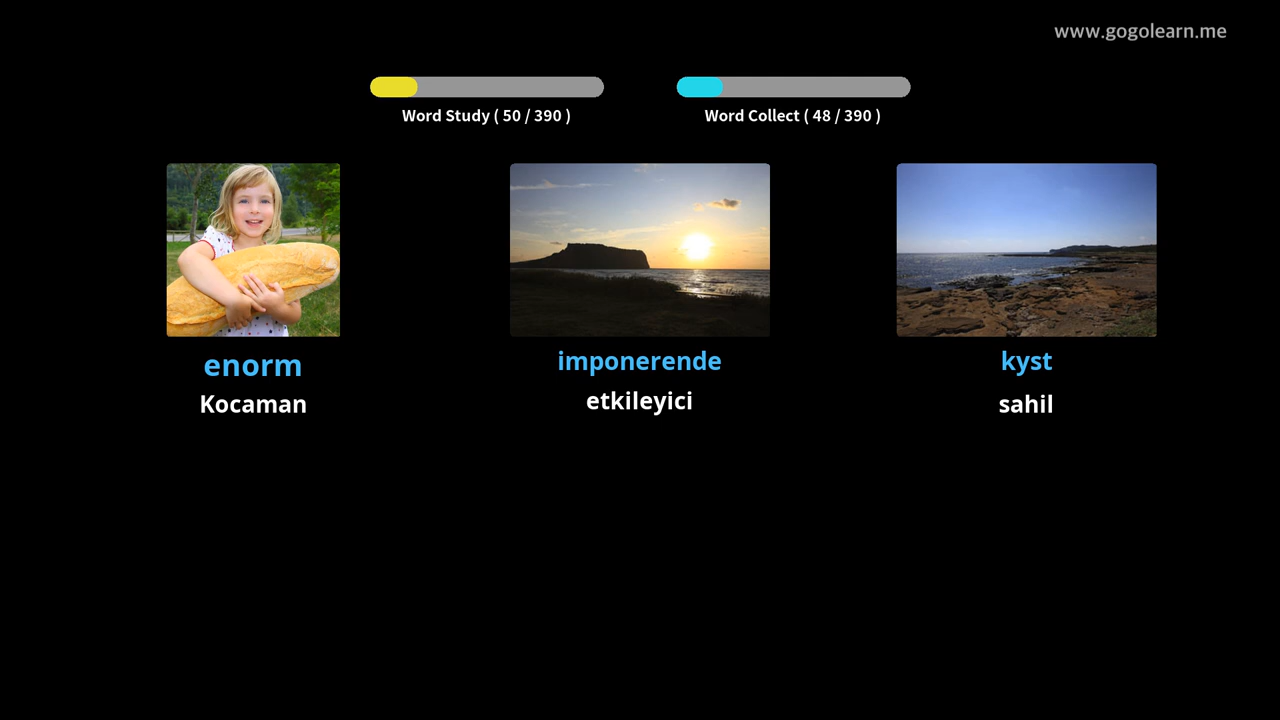 www.gogolearn.me
Word Study ( 50 / 390 )
Word Collect ( 48 / 390 )
enorm
Kocaman
imponerende
etkileyici
kyst
sahil